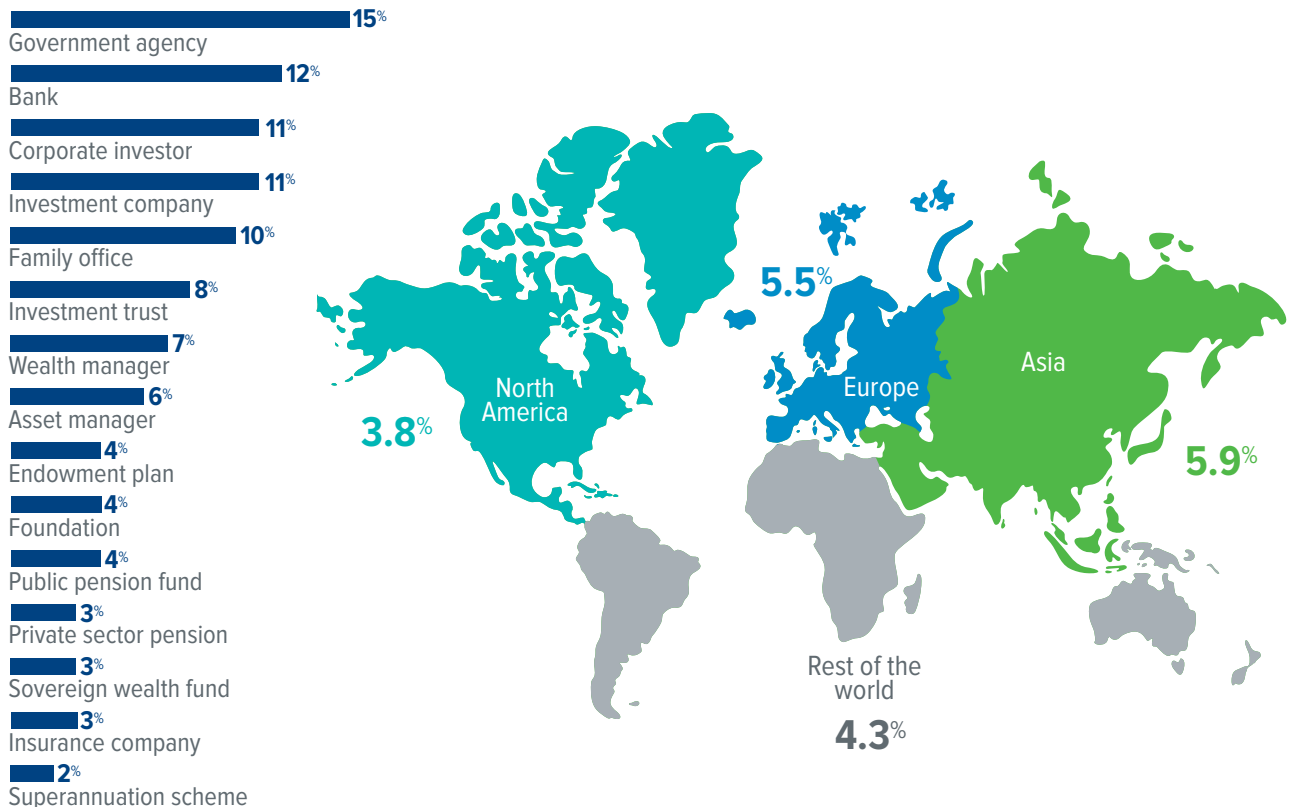 15%
Government agency
12%
Bank
11%
Corporate investor
11%
Investment company
10%
Family office
8%
Investment trust
7%
Wealth manager
6%
Asset manager
4%
Endowment plan
4%
Foundation
4%
Public pension fund
3%
Private sector pension
3%
Sovereign wealth fund
3%
Insurance company
2%
Superannuation scheme
North
America
3.8%
5.5%
Europe
Asia
5.9%
Rest of the
world
4.3%